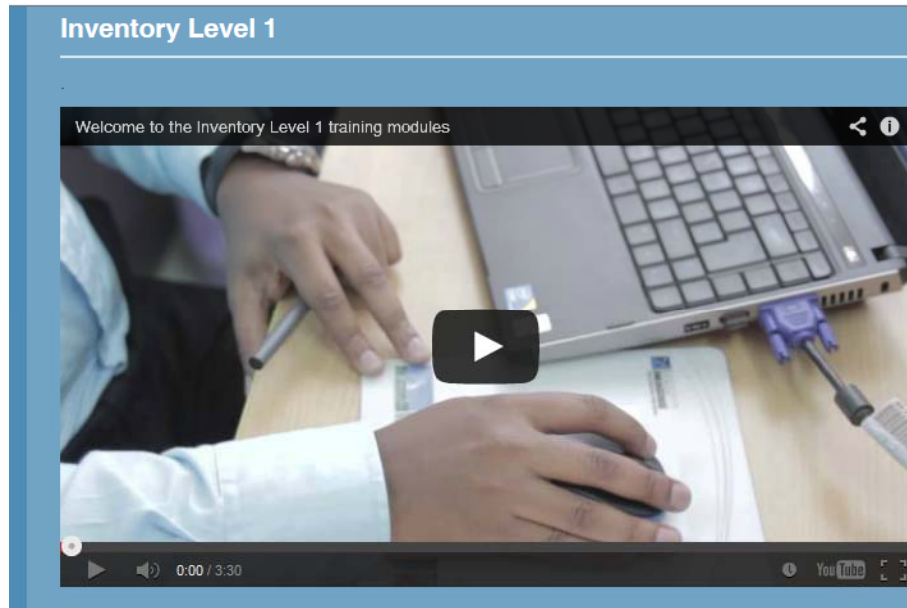 Inventory Level 1
Welcome to the Inventory Level 1 training modules
0:00 / 3:30
YouTube